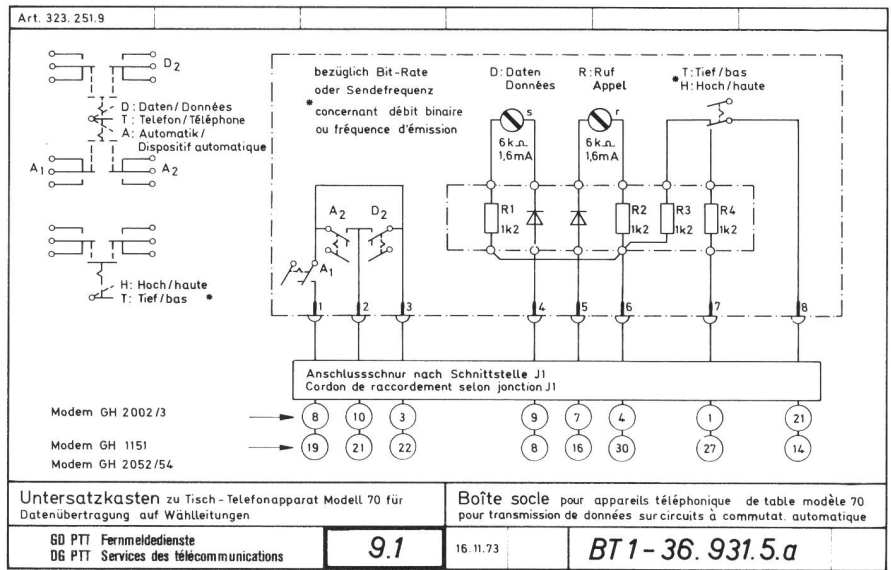 Art. 323.251.9
D2
D: Daten/Données
T: Telefon/Téléphone
A: Automatik/
Dispositif automatique
A1
A2
H: Hoch/haute
T: Tief/bas *
bezüglich Bit-Rate
oder Sendefrequenz
*
concernant débit binaire
ou fréquence d'émission
D: Daten
Données
R: Ruf
Appel
* T: Tief/bas
H: Hoch/haute
s
r
6kΩ
1,6mA
6kΩ
1,6mA
R1
1k2
R2
1k2
R3
1k2
R4
1k2
A2
D2
A1
1 2 3 4 5 6 7 8
Anschlussschnur nach Schnittstelle J1
Cordon de raccordement selon jonction J1
Modem GH 2002/3
8 10 3 9 7 4 1 21
Modem GH 1151
19 21 22 8 16 30 27 14
Modem GH 2052/54
Untersatzkasten zu Tisch-Telefonapparat Modell 70 für
Datenübertragung auf Wählleitungen
Boîte socle pour appareils téléphonique de table modèle 70
pour transmission de données sur circuits à commutat. automatique
GD PTT Fernmeldedienste
DG PTT Services des télécommunications
9.1
16.11.73
BT1-36.931.5.a